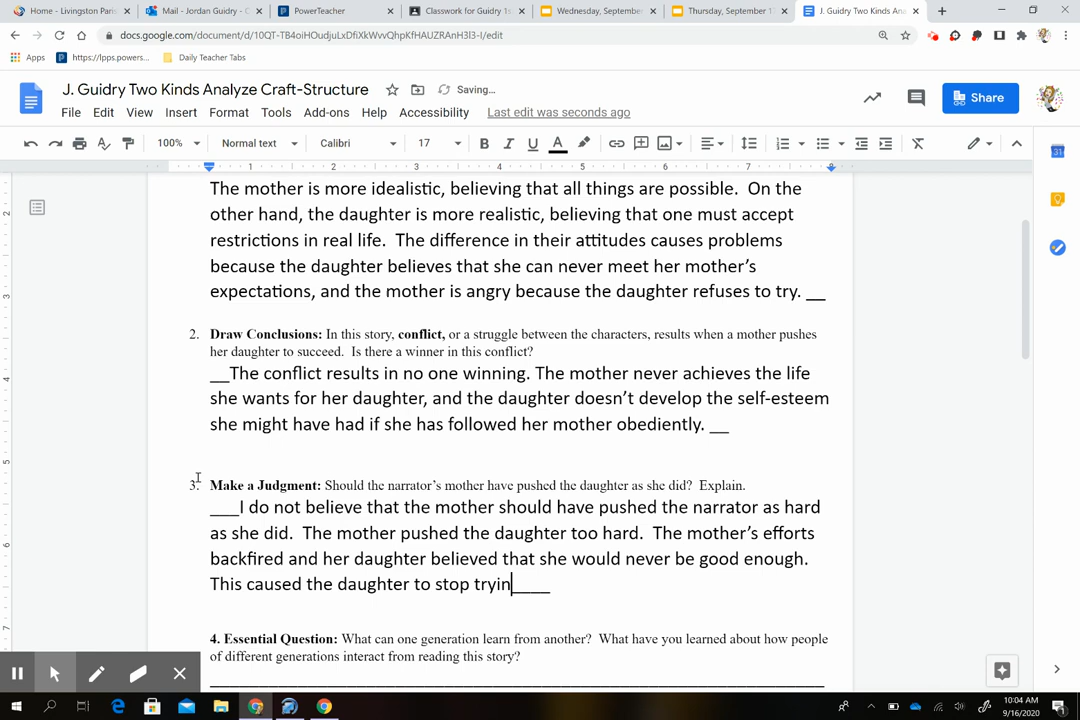 Home - Livingston Paris
Mail - Jordan Guidry - C
PowerTeacher
Classwork for Guidry 1s
Wednesday, September
Thursday, September 1
J. Guidry Two Kinds Ana
docs.google.com/document/d/10QT-TB4oiHOudjuLxDfiXkWvvQhpKfHAUZRAnH3I3-I/edit
Apps
https://lpps.powers...
Daily Teacher Tabs
J. Guidry Two Kinds Analyze Craft-Structure
Saving...
Share
File Edit View Insert Format Tools Add-ons Help Accessibility Last edit was seconds ago
100% Normal text Calibri 17 B I U A
1 2 3 4 5 6 7 8
The mother is more idealistic, believing that all things are possible. On the
other hand, the daughter is more realistic, believing that one must accept
restrictions in real life. The difference in their attitudes causes problems
because the daughter believes that she can never meet her mother's
expectations, and the mother is angry because the daughter refuses to try. __
2. Draw Conclusions: In this story, conflict, or a struggle between the characters, results when a mother pushes
her daughter to succeed. Is there a winner in this conflict?
__The conflict results in no one winning. The mother never achieves the life
she wants for her daughter, and the daughter doesn't develop the self-esteem
she might have had if she has followed her mother obediently. __
3. Make a Judgment: Should the narrator's mother have pushed the daughter as she did? Explain.
___I do not believe that the mother should have pushed the narrator as hard
as she did. The mother pushed the daughter too hard. The mother's efforts
backfired and her daughter believed that she would never be good enough.
This caused the daughter to stop tryin____
4. Essential Question: What can one generation learn from another? What have you learned about how people
of different generations interact from reading this story?
10:04 AM
9/16/2020